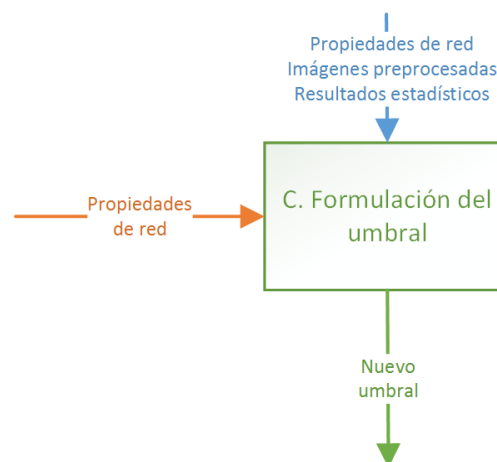 Propiedades de red
Imágenes preprocesadas
Resultados estadísticos
C. Formulación del
umbral
Propiedades
de red
Nuevo
umbral